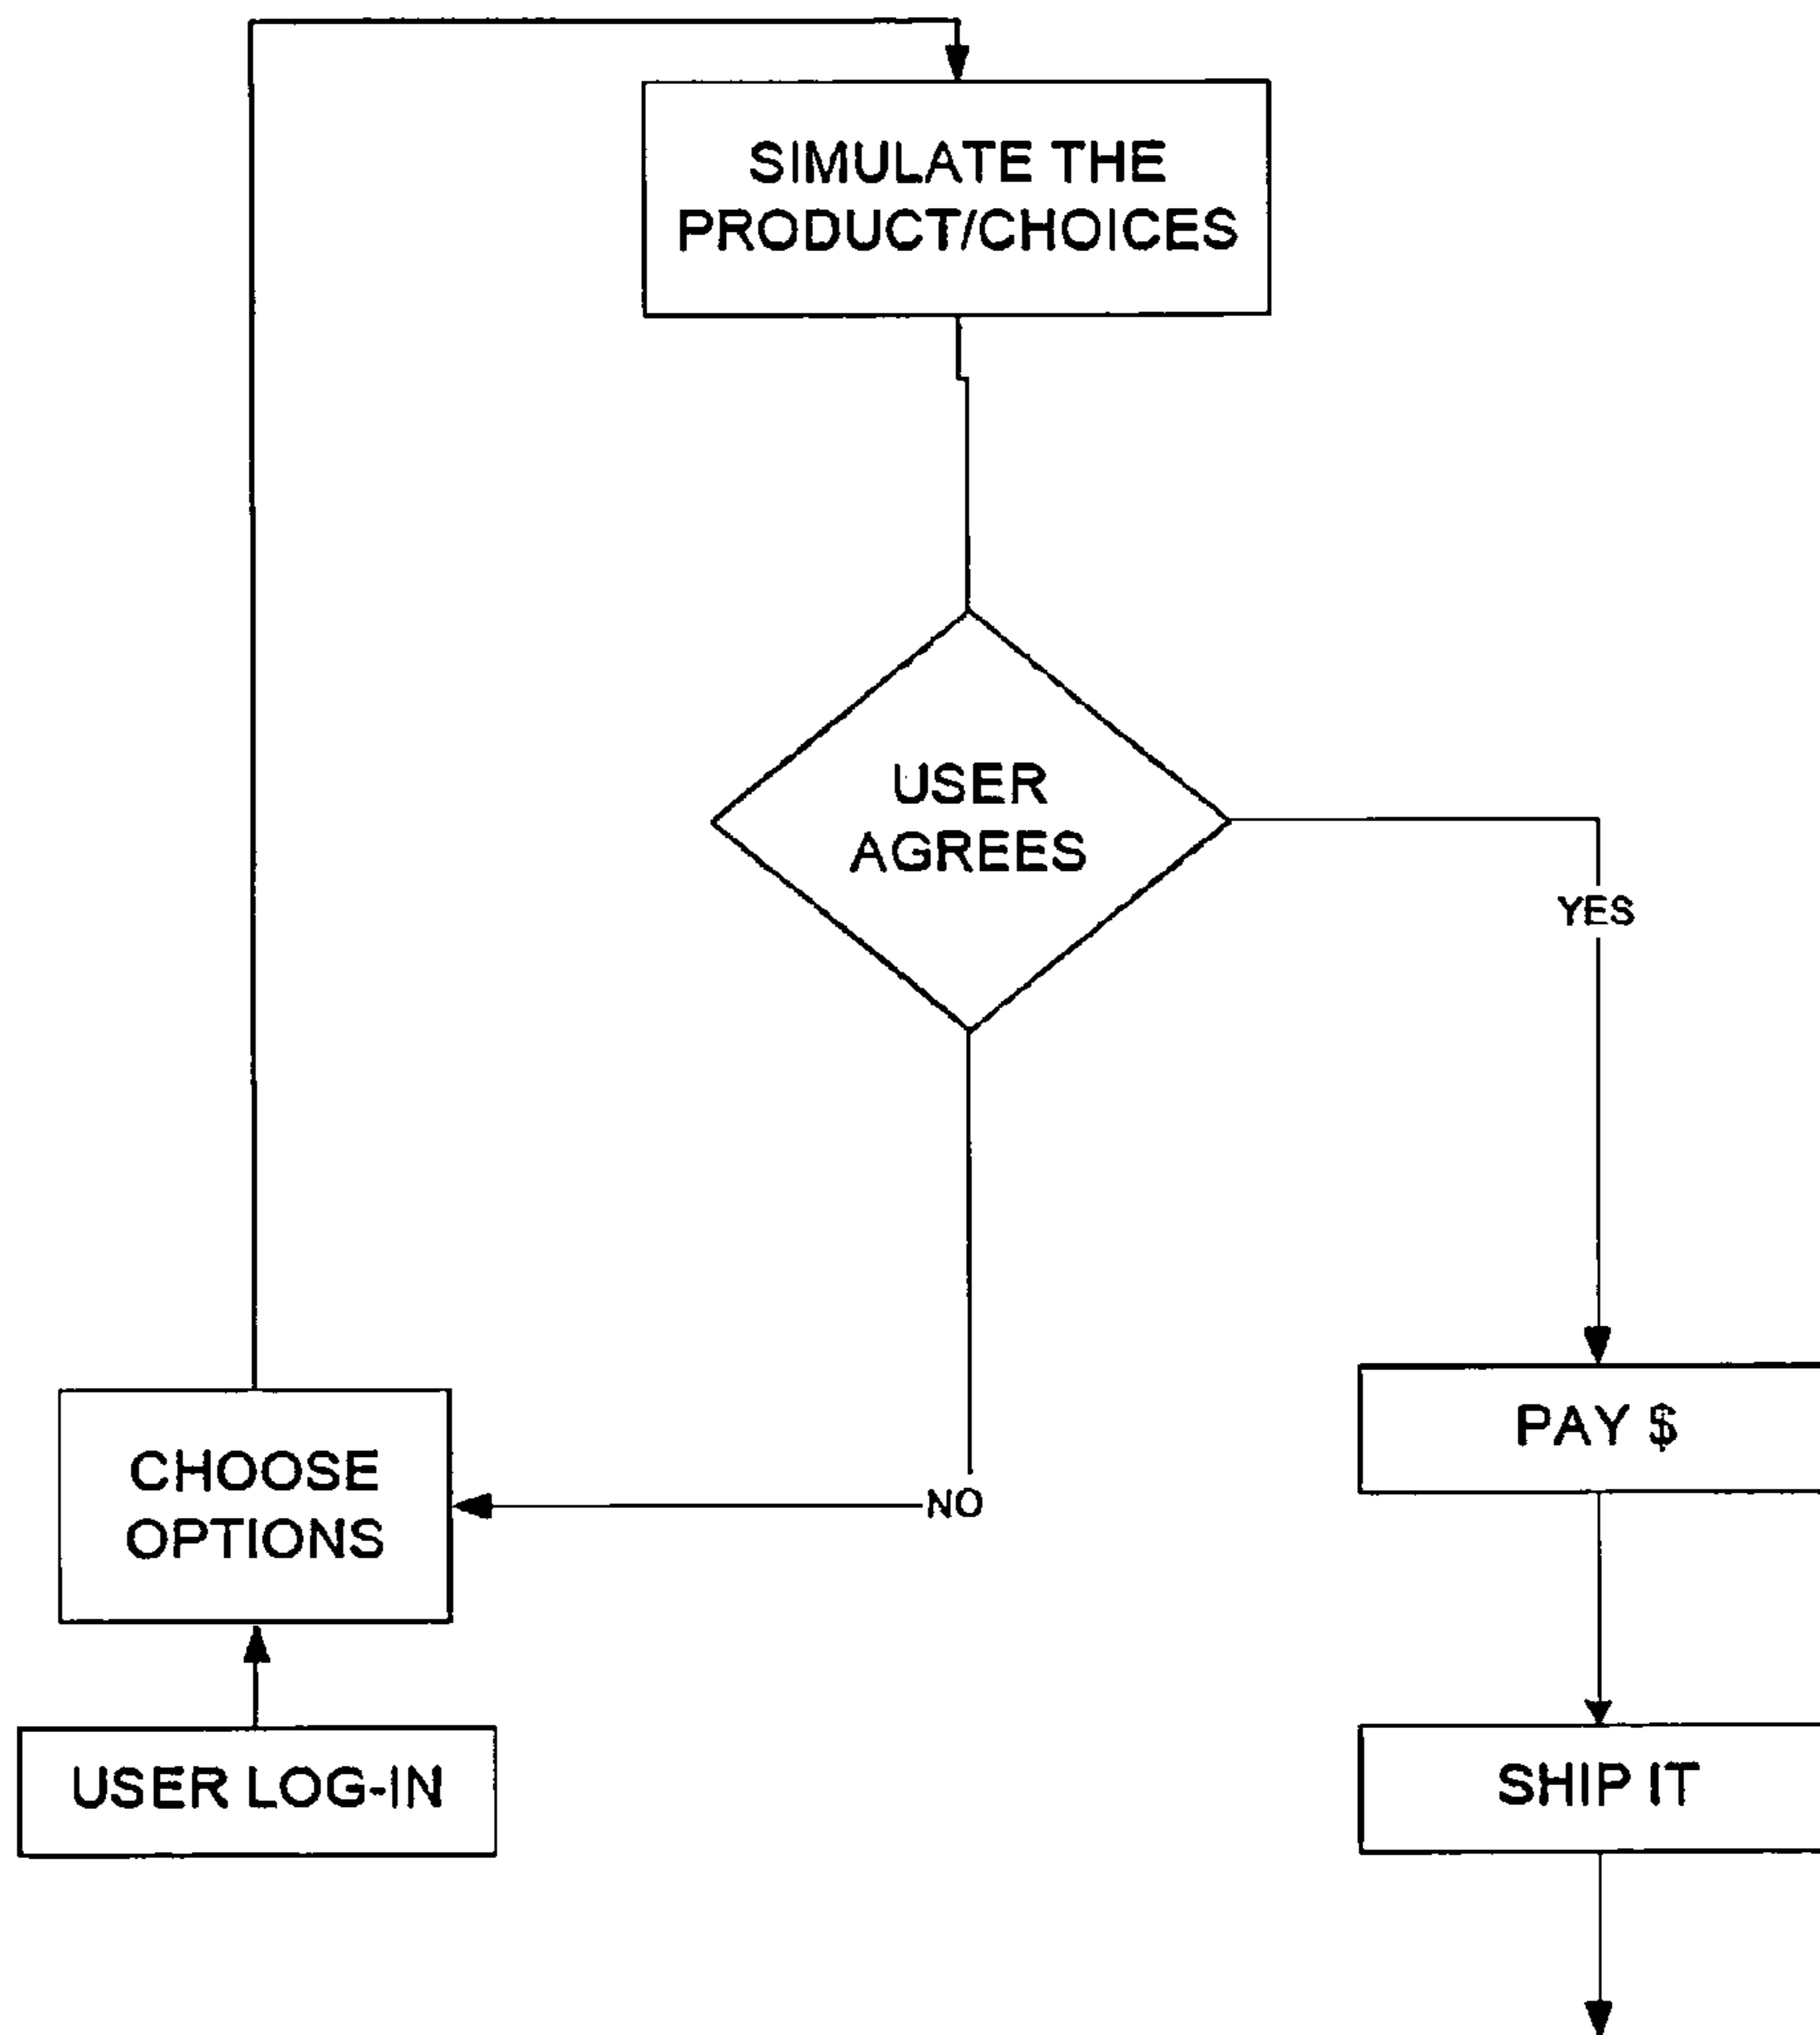 SIMULATE THE
PRODUCT/CHOICES
USER
AGREES
YES
PAY $
CHOOSE
OPTIONS
NO
USER LOG-IN
SHIP IT